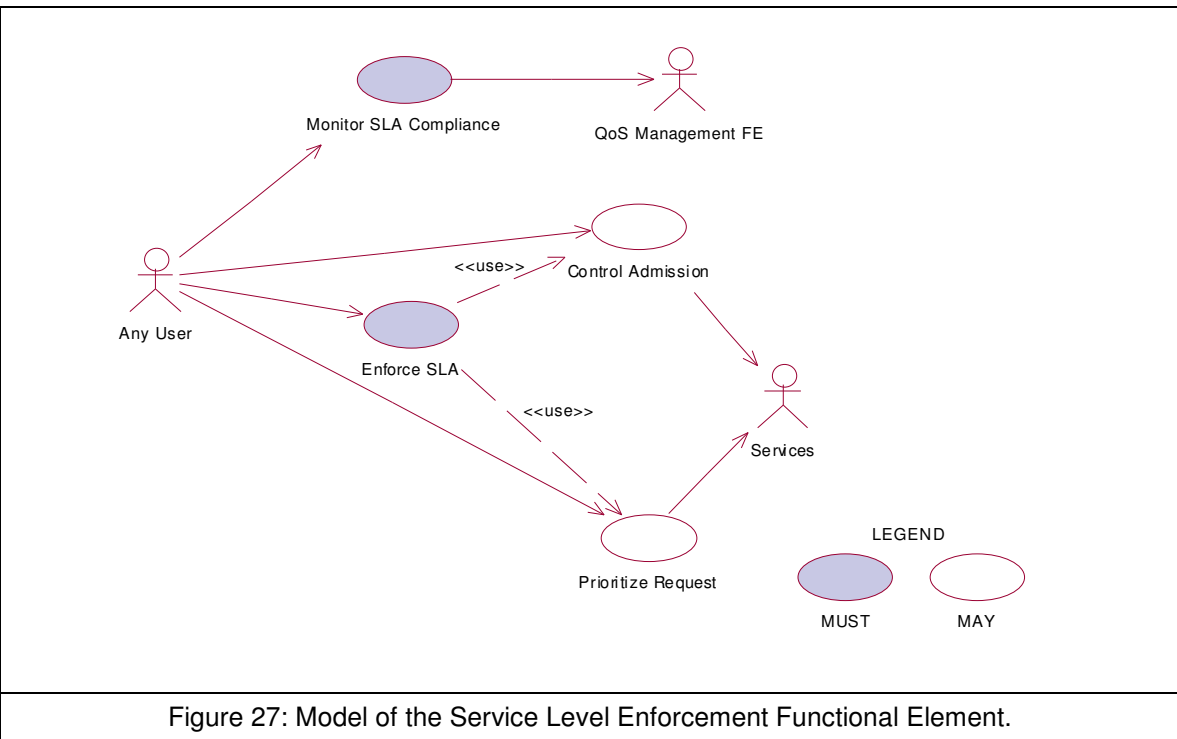 Monitor SLA Compliance
QoS Management FE
<<use>>
Control Admission
Any User
Enforce SLA
<<use>>
Services
LEGEND
Prioritize Request
MUST
MAY
Figure 27: Model of the Service Level Enforcement Functional Element.